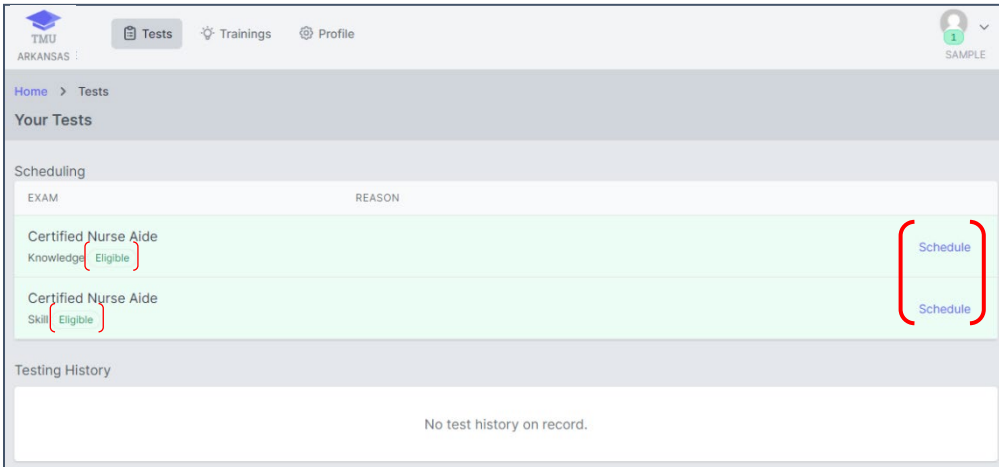 TMU
ARKANSAS
Tests
Trainings
Profile
1
SAMPLE
Home > Tests
Your Tests
Scheduling
EXAM REASON
Certified Nurse Aide
Knowledge Eligible
Schedule
Certified Nurse Aide
Skill Eligible
Schedule
Testing History
No test history on record.